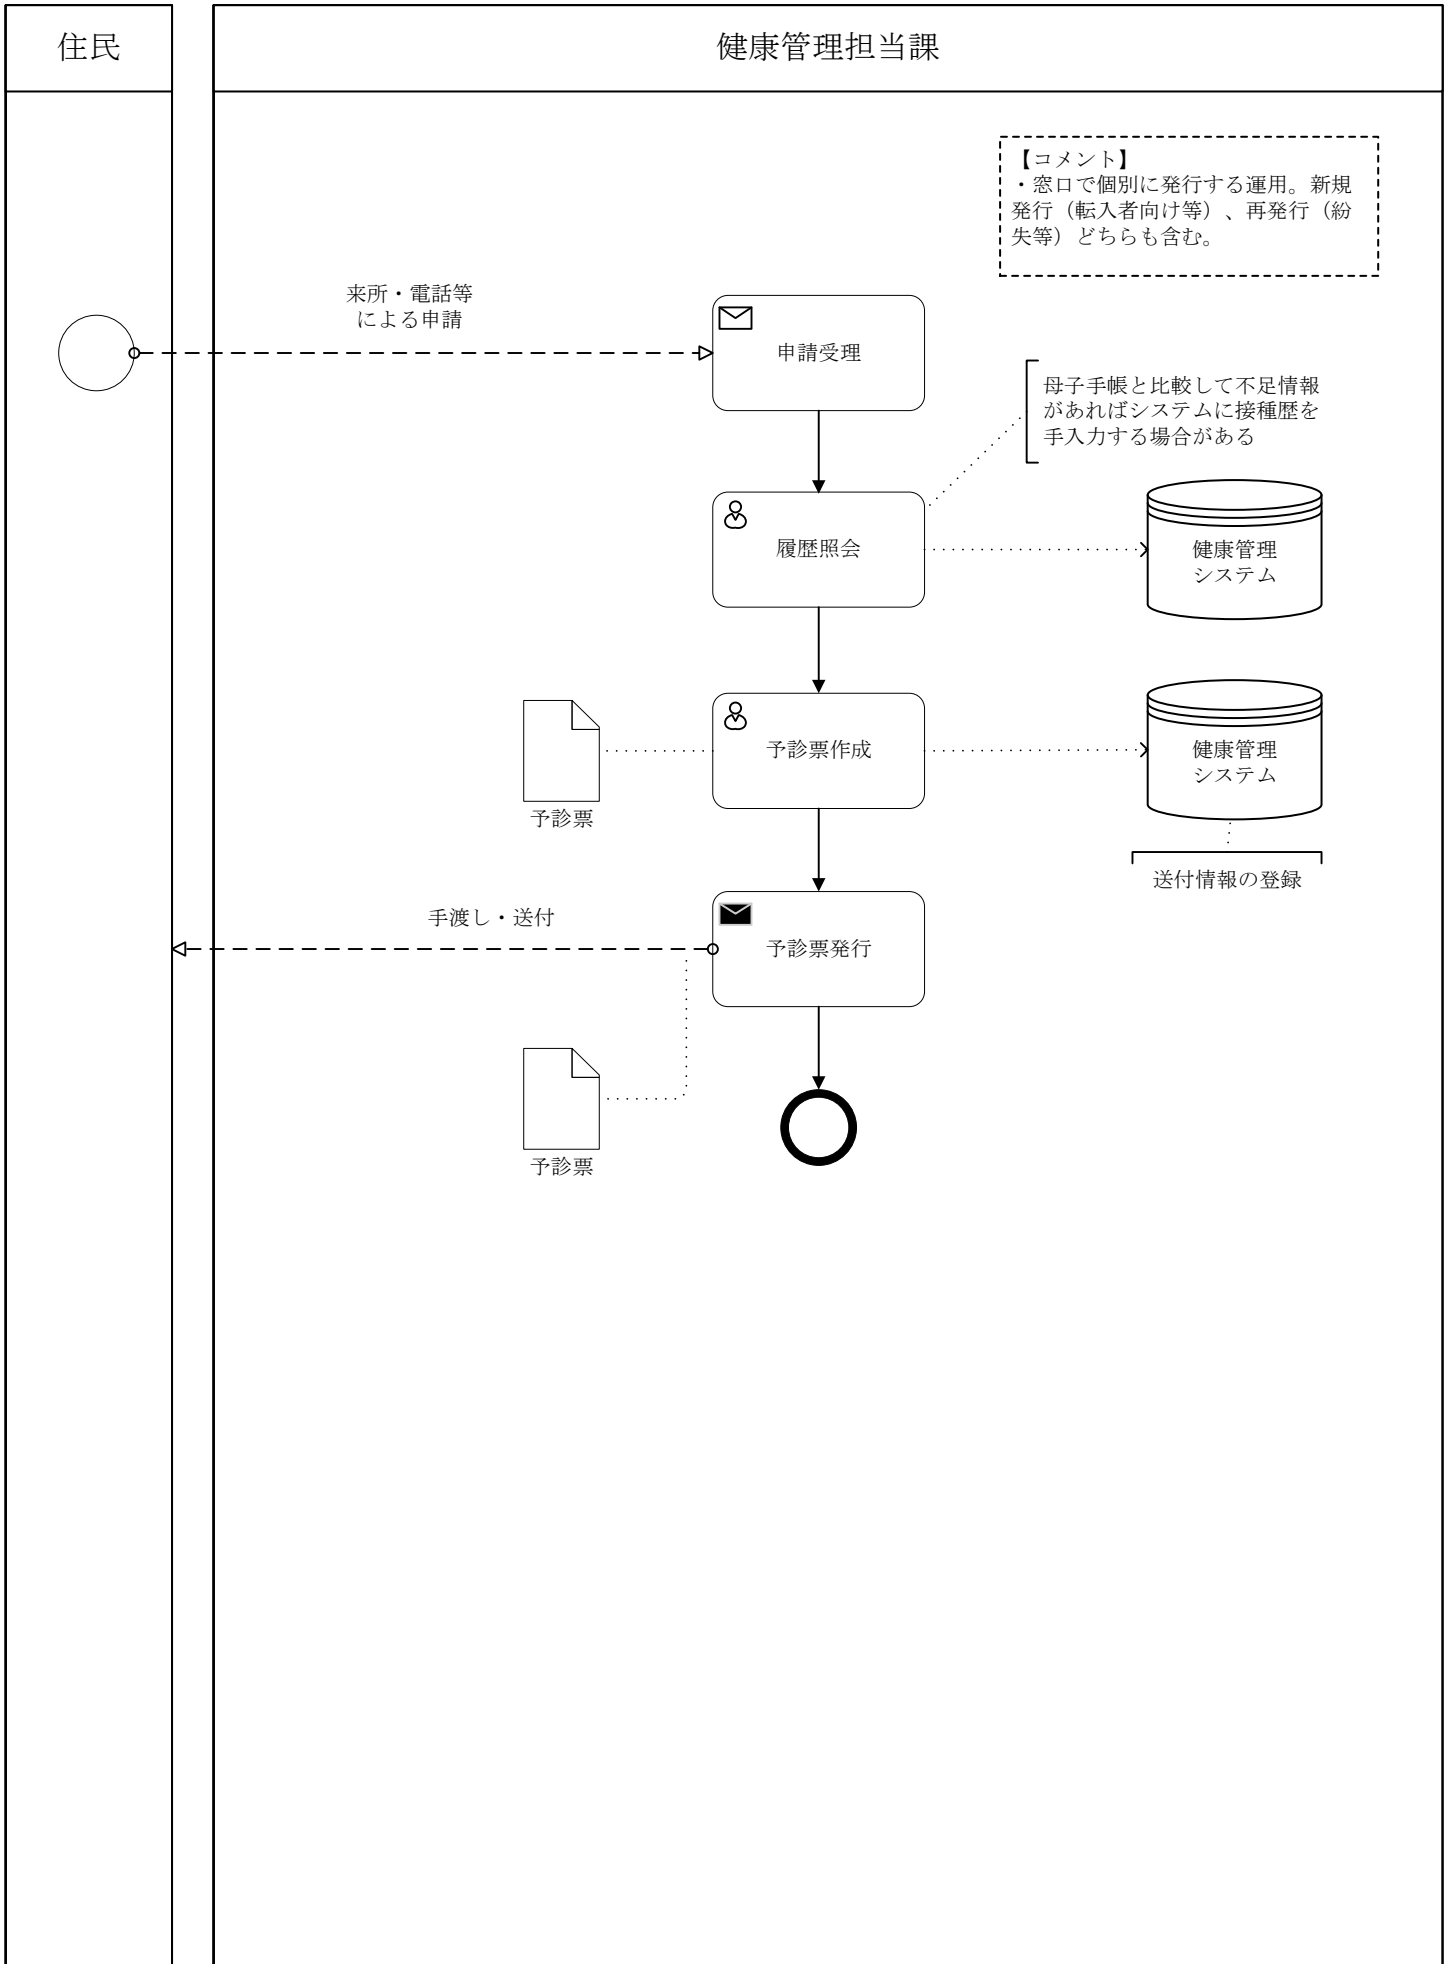 住民
健康管理担当課
【コメント】
・窓口で個別に発行する運用。新規
発行（転入者向け等）、再発行（紛
失等）どちらも含む。
来所・電話等
による申請
申請受理
母子手帳と比較して不足情報
があればシステムに接種歴を
手入力する場合がある
履歴照会
健康管理
システム
予診票作成
健康管理
システム
予診票
送付情報の登録
手渡し・送付
予診票発行
予診票